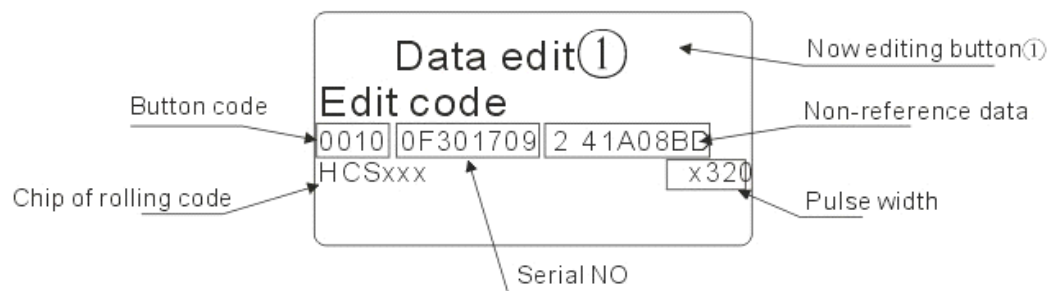 Data edit①
Now editing button①
Edit code
Button code
Non-reference data
0010 0F301709 2 41A08BD
HCSxxx x320
Chip of rolling code
Pulse width
Serial NO